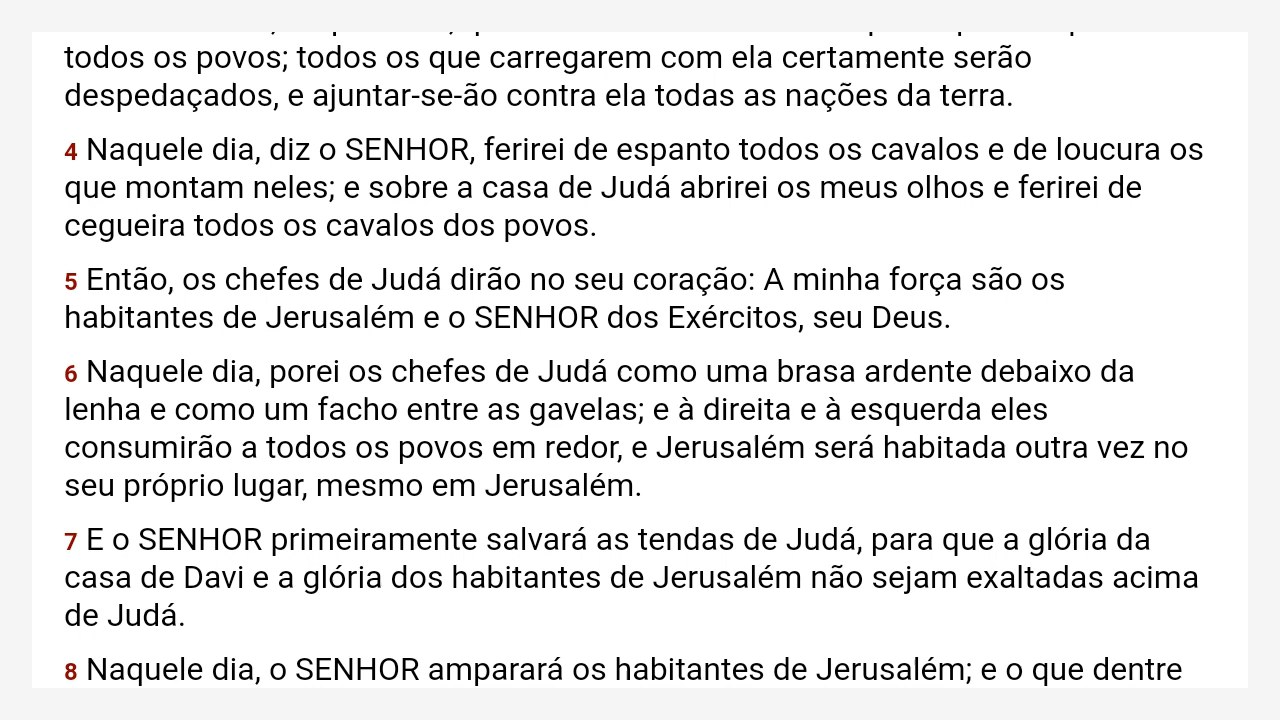 todos os povos; todos os que carregarem com ela certamente serão
despedaçados, e ajuntar-se-ão contra ela todas as nações da terra.
4 Naquele dia, diz o SENHOR, ferirei de espanto todos os cavalos e de loucura os
que montam neles; e sobre a casa de Judá abrirei os meus olhos e ferirei de
cegueira todos os cavalos dos povos.
5 Então, os chefes de Judá dirão no seu coração: A minha força são os
habitantes de Jerusalém e o SENHOR dos Exércitos, seu Deus.
6 Naquele dia, porei os chefes de Judá como uma brasa ardente debaixo da
lenha e como um facho entre as gavelas; e à direita e à esquerda eles
consumirão a todos os povos em redor, e Jerusalém será habitada outra vez no
seu próprio lugar, mesmo em Jerusalém.
7 E o SENHOR primeiramente salvará as tendas de Judá, para que a glória da
casa de Davi e a glória dos habitantes de Jerusalém não sejam exaltadas acima
de Judá.
8 Naquele dia, o SENHOR amparará os habitantes de Jerusalém; e o que dentre